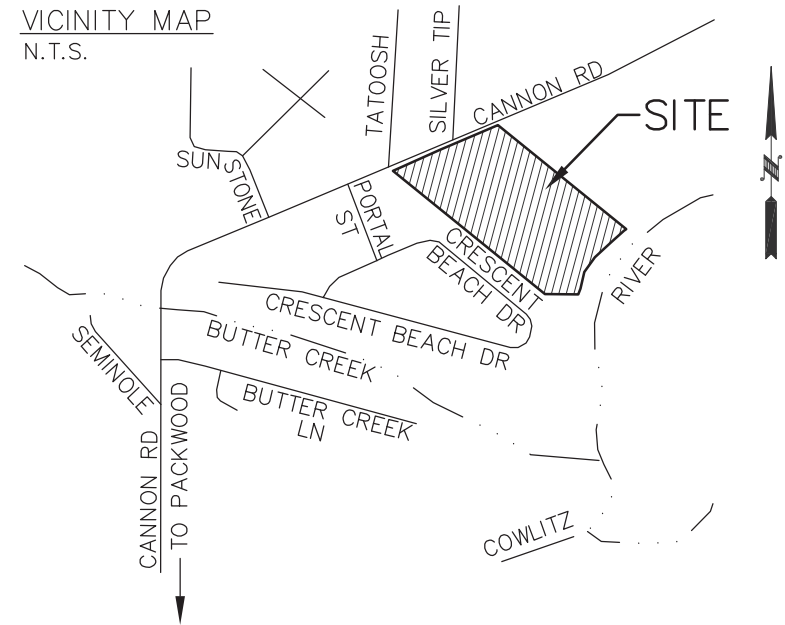 VICINITY MAP
N.T.S.
TATOOSH
SILVER TIP
CANNON RD
SITE
N
SUN
STONE
PORTAL
ST
CRESCENT
BEACH DR
RIVER
CRESCENT BEACH DR
BUTTER CREEK
SEMINOLE
BUTTER CREEK
LN
CANNON RD
TO PACKWOOD
COWLITZ